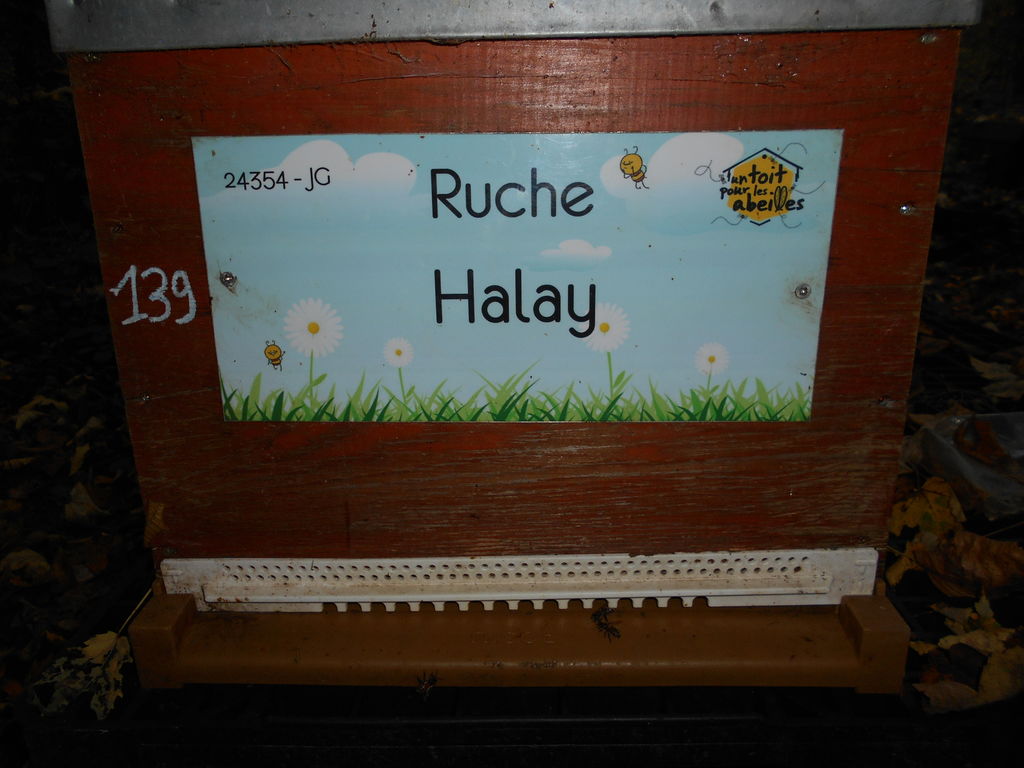 24354 - JG
Ruche
Un toit
pour les
abeilles
Halay
139